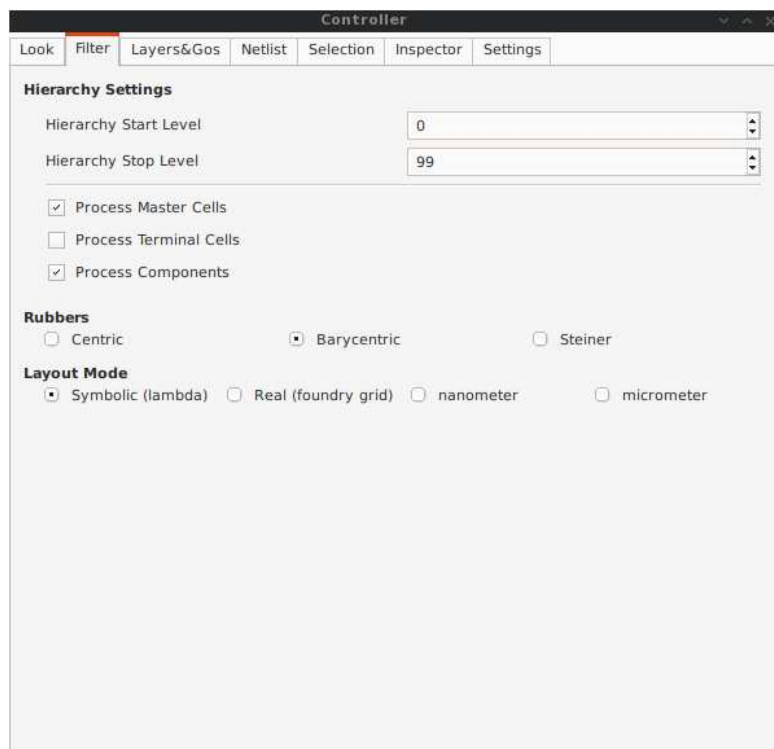 Controller
Look Filter Layers&Gos Netlist Selection Inspector Settings
Hierarchy Settings
Hierarchy Start Level 0
Hierarchy Stop Level 99
Process Master Cells
Process Terminal Cells
Process Components
Rubbers
Centric Barycentric Steiner
Layout Mode
Symbolic (lambda) Real (foundry grid) nanometer micrometer